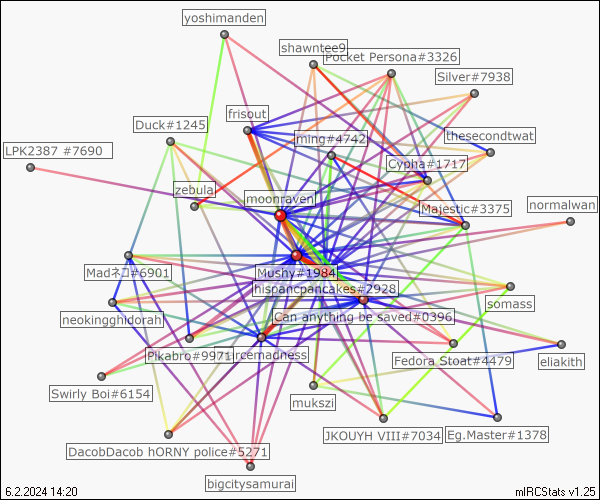 yoshimanden
shawntee9
Pocket Persona#3326
Silver#7938
frisout
Duck#1245
ming#4742
thesecondtwat
LPK2387 #7690
Cypha#1717
zebula
moonraven
Majestic#3375
normalwan
Madネコ#6901
Mushy#1984
hispancpancakes#2928
somass
neokingghidorah
Can anything be saved#0396
Pikabro#9971
ircemadness
Fedora Stoat#4479
eliakith
Swirly Boi#6154
mukszi
JKOUYH VIII#7034
Eg.Master#1378
DacobDacob hORNY police#5271
bigcitysamurai
6.2.2024 14:20
mIRCStats v1.25